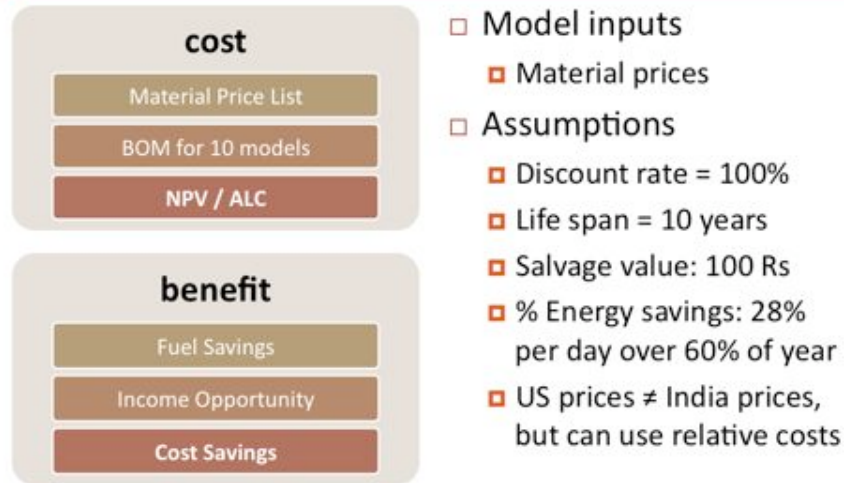 cost
Material Price List
BOM for 10 models
NPV / ALC
benefit
Fuel Savings
Income Opportunity
Cost Savings
Model inputs
Material prices
Assumptions
Discount rate = 100%
Life span = 10 years
Salvage value: 100 Rs
% Energy savings: 28%
per day over 60% of year
US prices ≠ India prices,
but can use relative costs